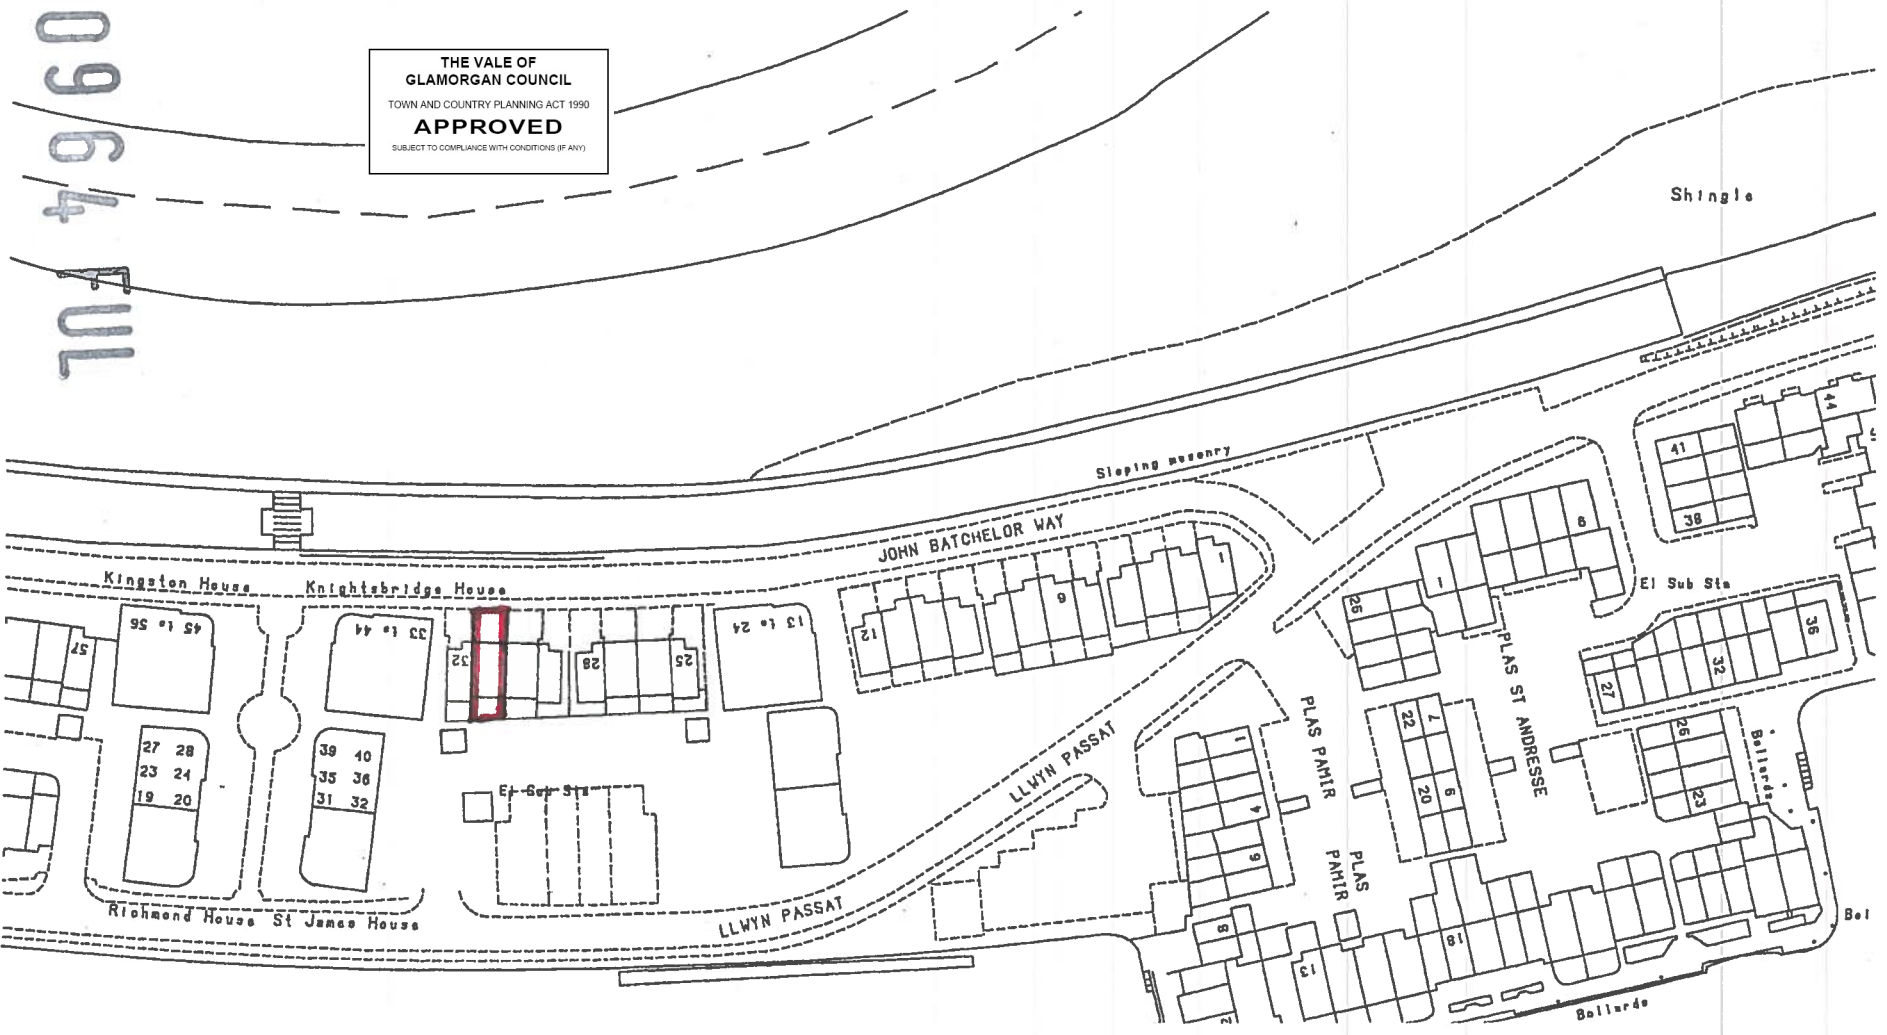 0964FUL
THE VALE OF
GLAMORGAN COUNCIL
TOWN AND COUNTRY PLANNING ACT 1990
APPROVED
SUBJECT TO COMPLIANCE WITH CONDITIONS (IF ANY)
Shingle
Sloping masonry
JOHN BATCHELOR WAY
Kingston House
Knightsbridge House
45 to 56
33 to 44
57
32
28
25
13 to 24
12
9
1
41
38
44
6
1
26
El Sub Sta
36
32
27
PLAS ST ANDRESSE
PLAS PAMIR
LLWYN PASSAT
27 28
23 24
19 20
39 40
35 36
31 32
El Sub Sta
1
4
9
22
7
20
6
26
23
Bollards
PLAS
PAMIR
Richmond House
St James House
LLWYN PASSAT
8
13
18
Bol
Bollards